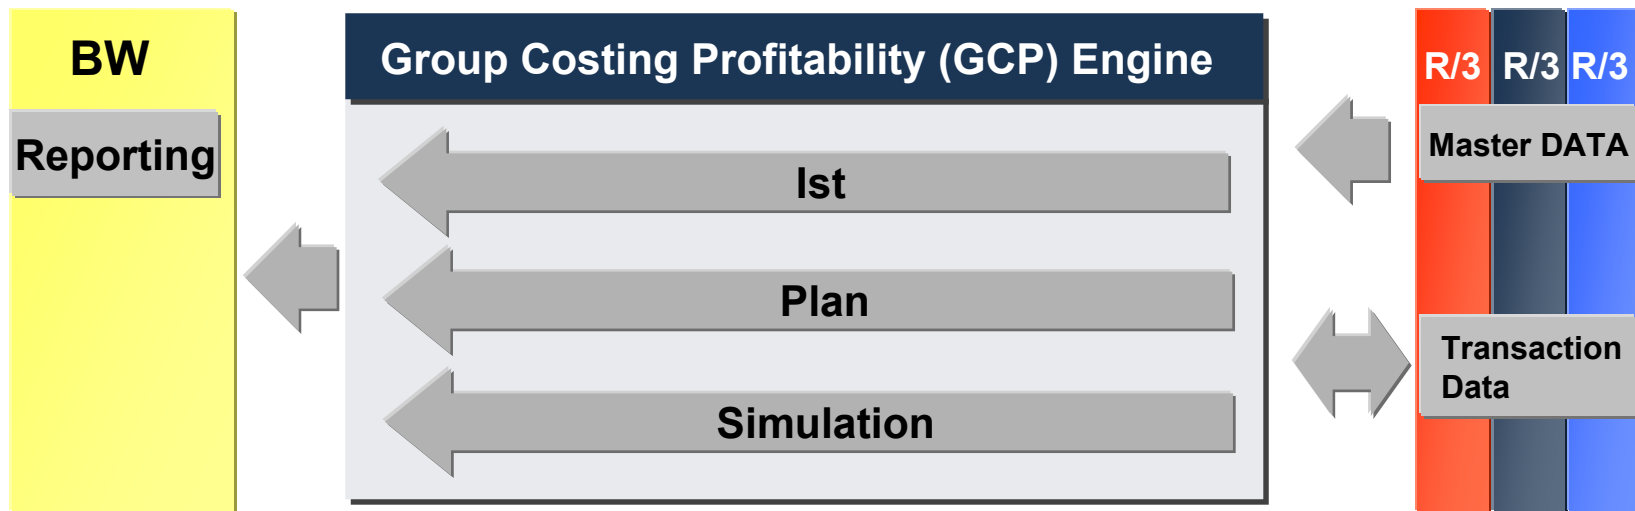 BW
Reporting
Group Costing Profitability (GCP) Engine
Ist
Plan
Simulation
R/3 R/3 R/3
Master DATA
Transaction
Data